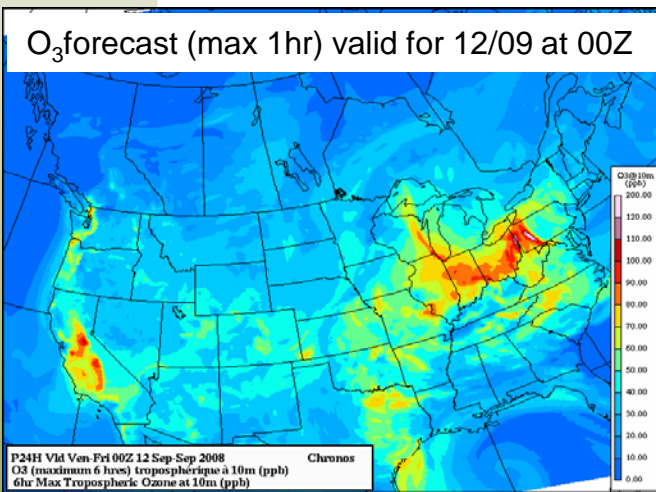 O₃forecast (max 1hr) valid for 12/09 at 00Z
O3@10m
(ppb)
200.00
120.00
110.00
100.00
90.00
80.00
70.00
60.00
50.00
40.00
30.00
20.00
10.00
0.00
P24H Vld Ven-Fri 00Z 12 Sep-Sep 2008 Chronos
O3 (maximum 6 hres) troposphérique à 10m (ppb)
6hr Max Tropospheric Ozone at 10m (ppb)